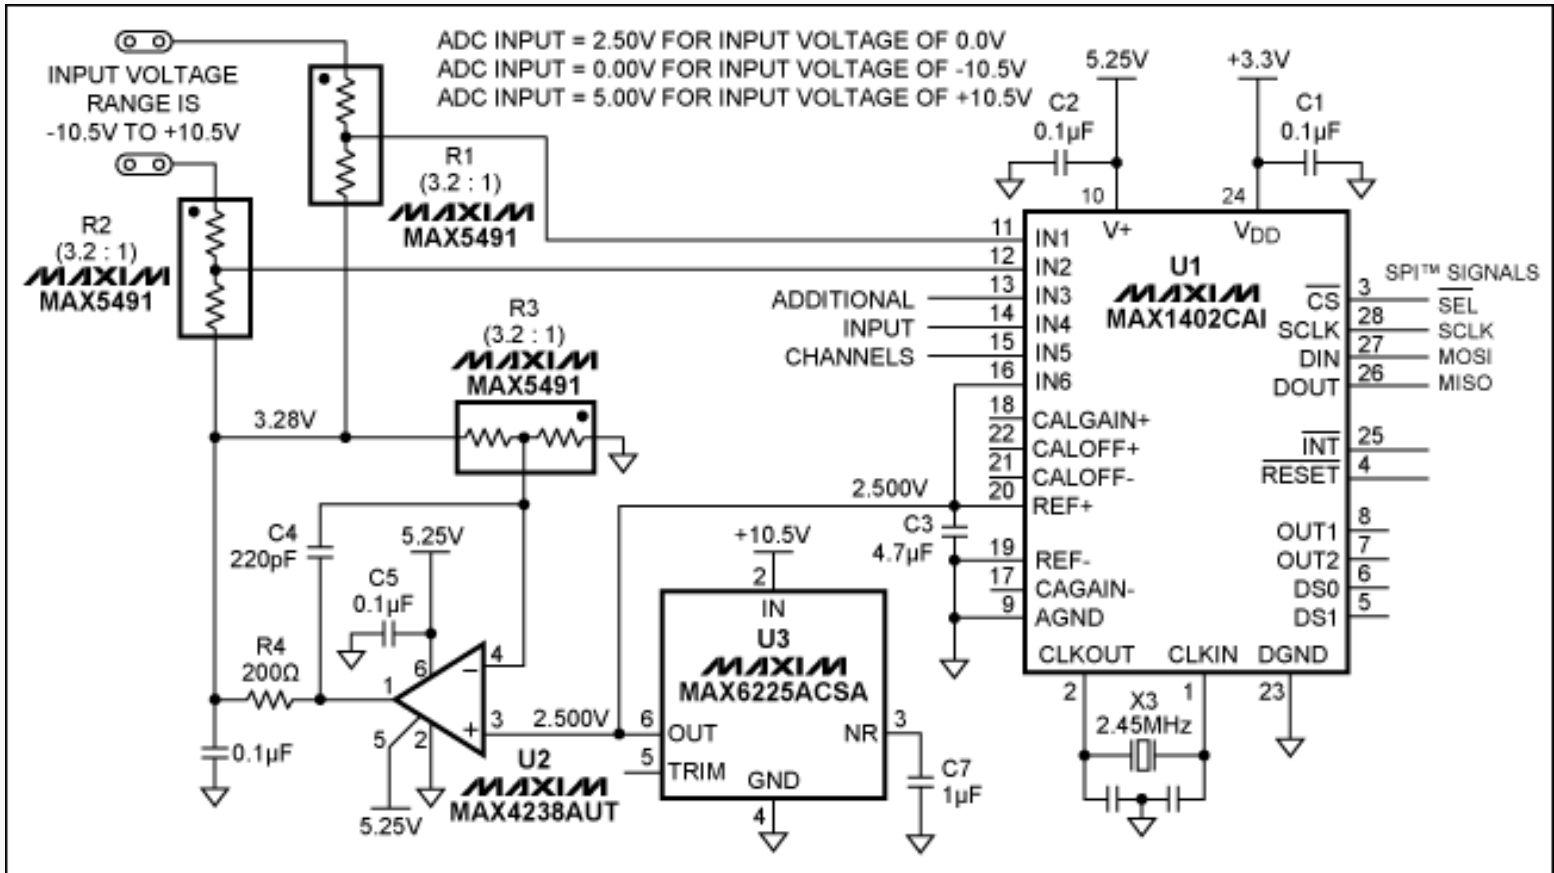 ADC INPUT = 2.50V FOR INPUT VOLTAGE OF 0.0V
ADC INPUT = 0.00V FOR INPUT VOLTAGE OF -10.5V
ADC INPUT = 5.00V FOR INPUT VOLTAGE OF +10.5V
INPUT VOLTAGE
RANGE IS
-10.5V TO +10.5V
R1
(3.2 : 1)
MAXIM
MAX5491
R2
(3.2 : 1)
MAXIM
MAX5491
R3
(3.2 : 1)
MAXIM
MAX5491
3.28V
C4
220pF
C5
0.1µF
5.25V
R4
200Ω
0.1µF
1
6
4
−
+
3
5
2
5.25V
2.500V
U2
MAXIM
MAX4238AUT
+10.5V
2
IN
U3
MAXIM
MAX6225ACSA
6
OUT
5
TRIM
NR
3
GND
4
C7
1µF
2.500V
C3
4.7µF
ADDITIONAL
INPUT
CHANNELS
5.25V
C2
0.1µF
+3.3V
C1
0.1µF
10
V+
24
VDD
U1
MAXIM
MAX1402CAI
11
IN1
12
IN2
13
IN3
14
IN4
15
IN5
16
IN6
18
CALGAIN+
22
CALOFF+
21
CALOFF-
20
REF+
19
REF-
17
CAGAIN-
9
AGND
SPI™ SIGNALS
CS
3
SEL
SCLK
28
SCLK
DIN
27
MOSI
DOUT
26
MISO
INT
25
RESET
4
OUT1
8
OUT2
7
DS0
6
DS1
5
CLKOUT
CLKIN
DGND
2
1
23
X3
2.45MHz